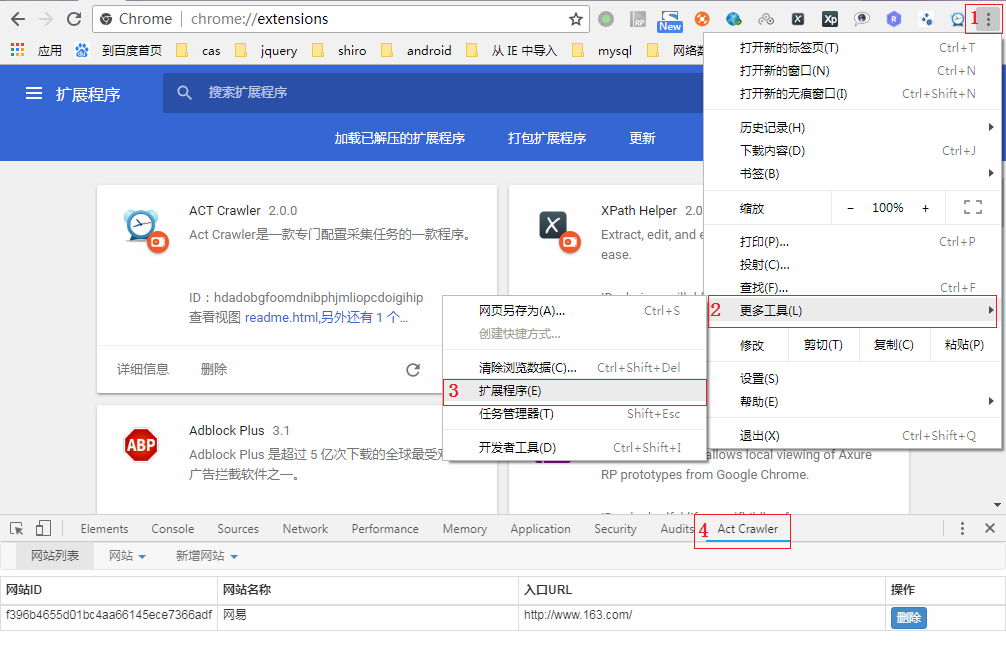 Chrome chrome://extensions
RP
New
X
Xp
R
1
应用 到百度首页 cas jquery shiro android 从 IE 中导入 mysql 网络
扩展程序 搜索扩展程序
加载已解压的扩展程序 打包扩展程序 更新
ACT Crawler 2.0.0
Act Crawler是一款专门配置采集任务的一款程序。
ID：hdadobgfoomdnibphjmliopcdoigihip
查看视图 readme.html,另外还有 1 个...
详细信息 删除
X
XPath Helper 2.0
Extract, edit, and e
ease.
ABP
Adblock Plus 3.1
Adblock Plus 是超过 5 亿次下载的全球最受
广告拦截软件之一。
allows local viewing of Axure
RP prototypes from Google Chrome.
打开新的标签页(T) Ctrl+T
打开新的窗口(N) Ctrl+N
打开新的无痕窗口(I) Ctrl+Shift+N
历史记录(H)
下载内容(D) Ctrl+J
书签(B)
缩放 − 100% +
打印(P)... Ctrl+P
投射(C)...
查找(F)... Ctrl+F
2 更多工具(L)
修改 剪切(T) 复制(C) 粘贴(P)
设置(S)
帮助(E)
退出(X) Ctrl+Shift+Q
网页另存为(A)... Ctrl+S
创建快捷方式...
清除浏览数据(C)... Ctrl+Shift+Del
3 扩展程序(E)
任务管理器(T) Shift+Esc
开发者工具(D) Ctrl+Shift+I
Elements Console Sources Network Performance Memory Application Security Audits 4 Act Crawler
网站列表 网站 新增网站
网站ID 网站名称 入口URL 操作
f396b4655d01bc4aa66145ece7366adf 网易 http://www.163.com/ 删除